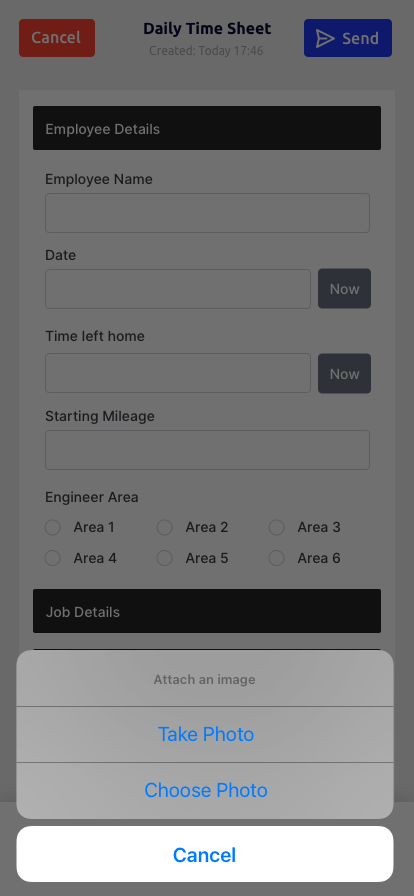 Cancel
Daily Time Sheet
Created: Today 17:46
Send
Employee Details
Employee Name
Date
Now
Time left home
Now
Starting Mileage
Engineer Area
Area 1 Area 2 Area 3
Area 4 Area 5 Area 6
Job Details
Attach an image
Take Photo
Choose Photo
Cancel